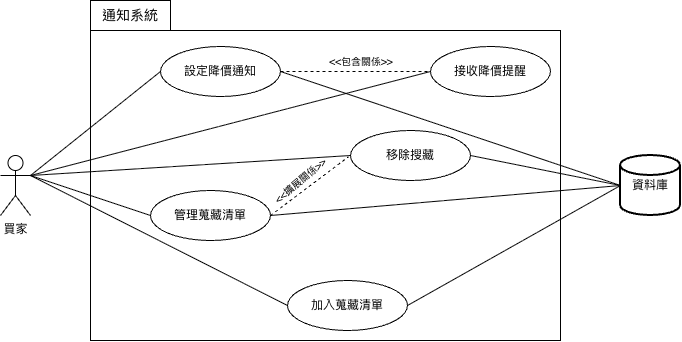 通知系統
<<包含關係>>
設定降價通知
接收降價提醒
移除搜藏
<<擴展關係>>
資料庫
管理蒐藏清單
買家
加入蒐藏清單